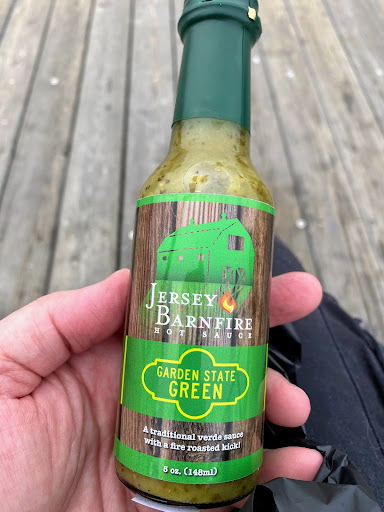 JERSEY
BARNFIRE
HOT SAUCE
GARDEN STATE
GREEN
A traditional verde sauce
with a fire roasted kick!
5 oz. (148ml)